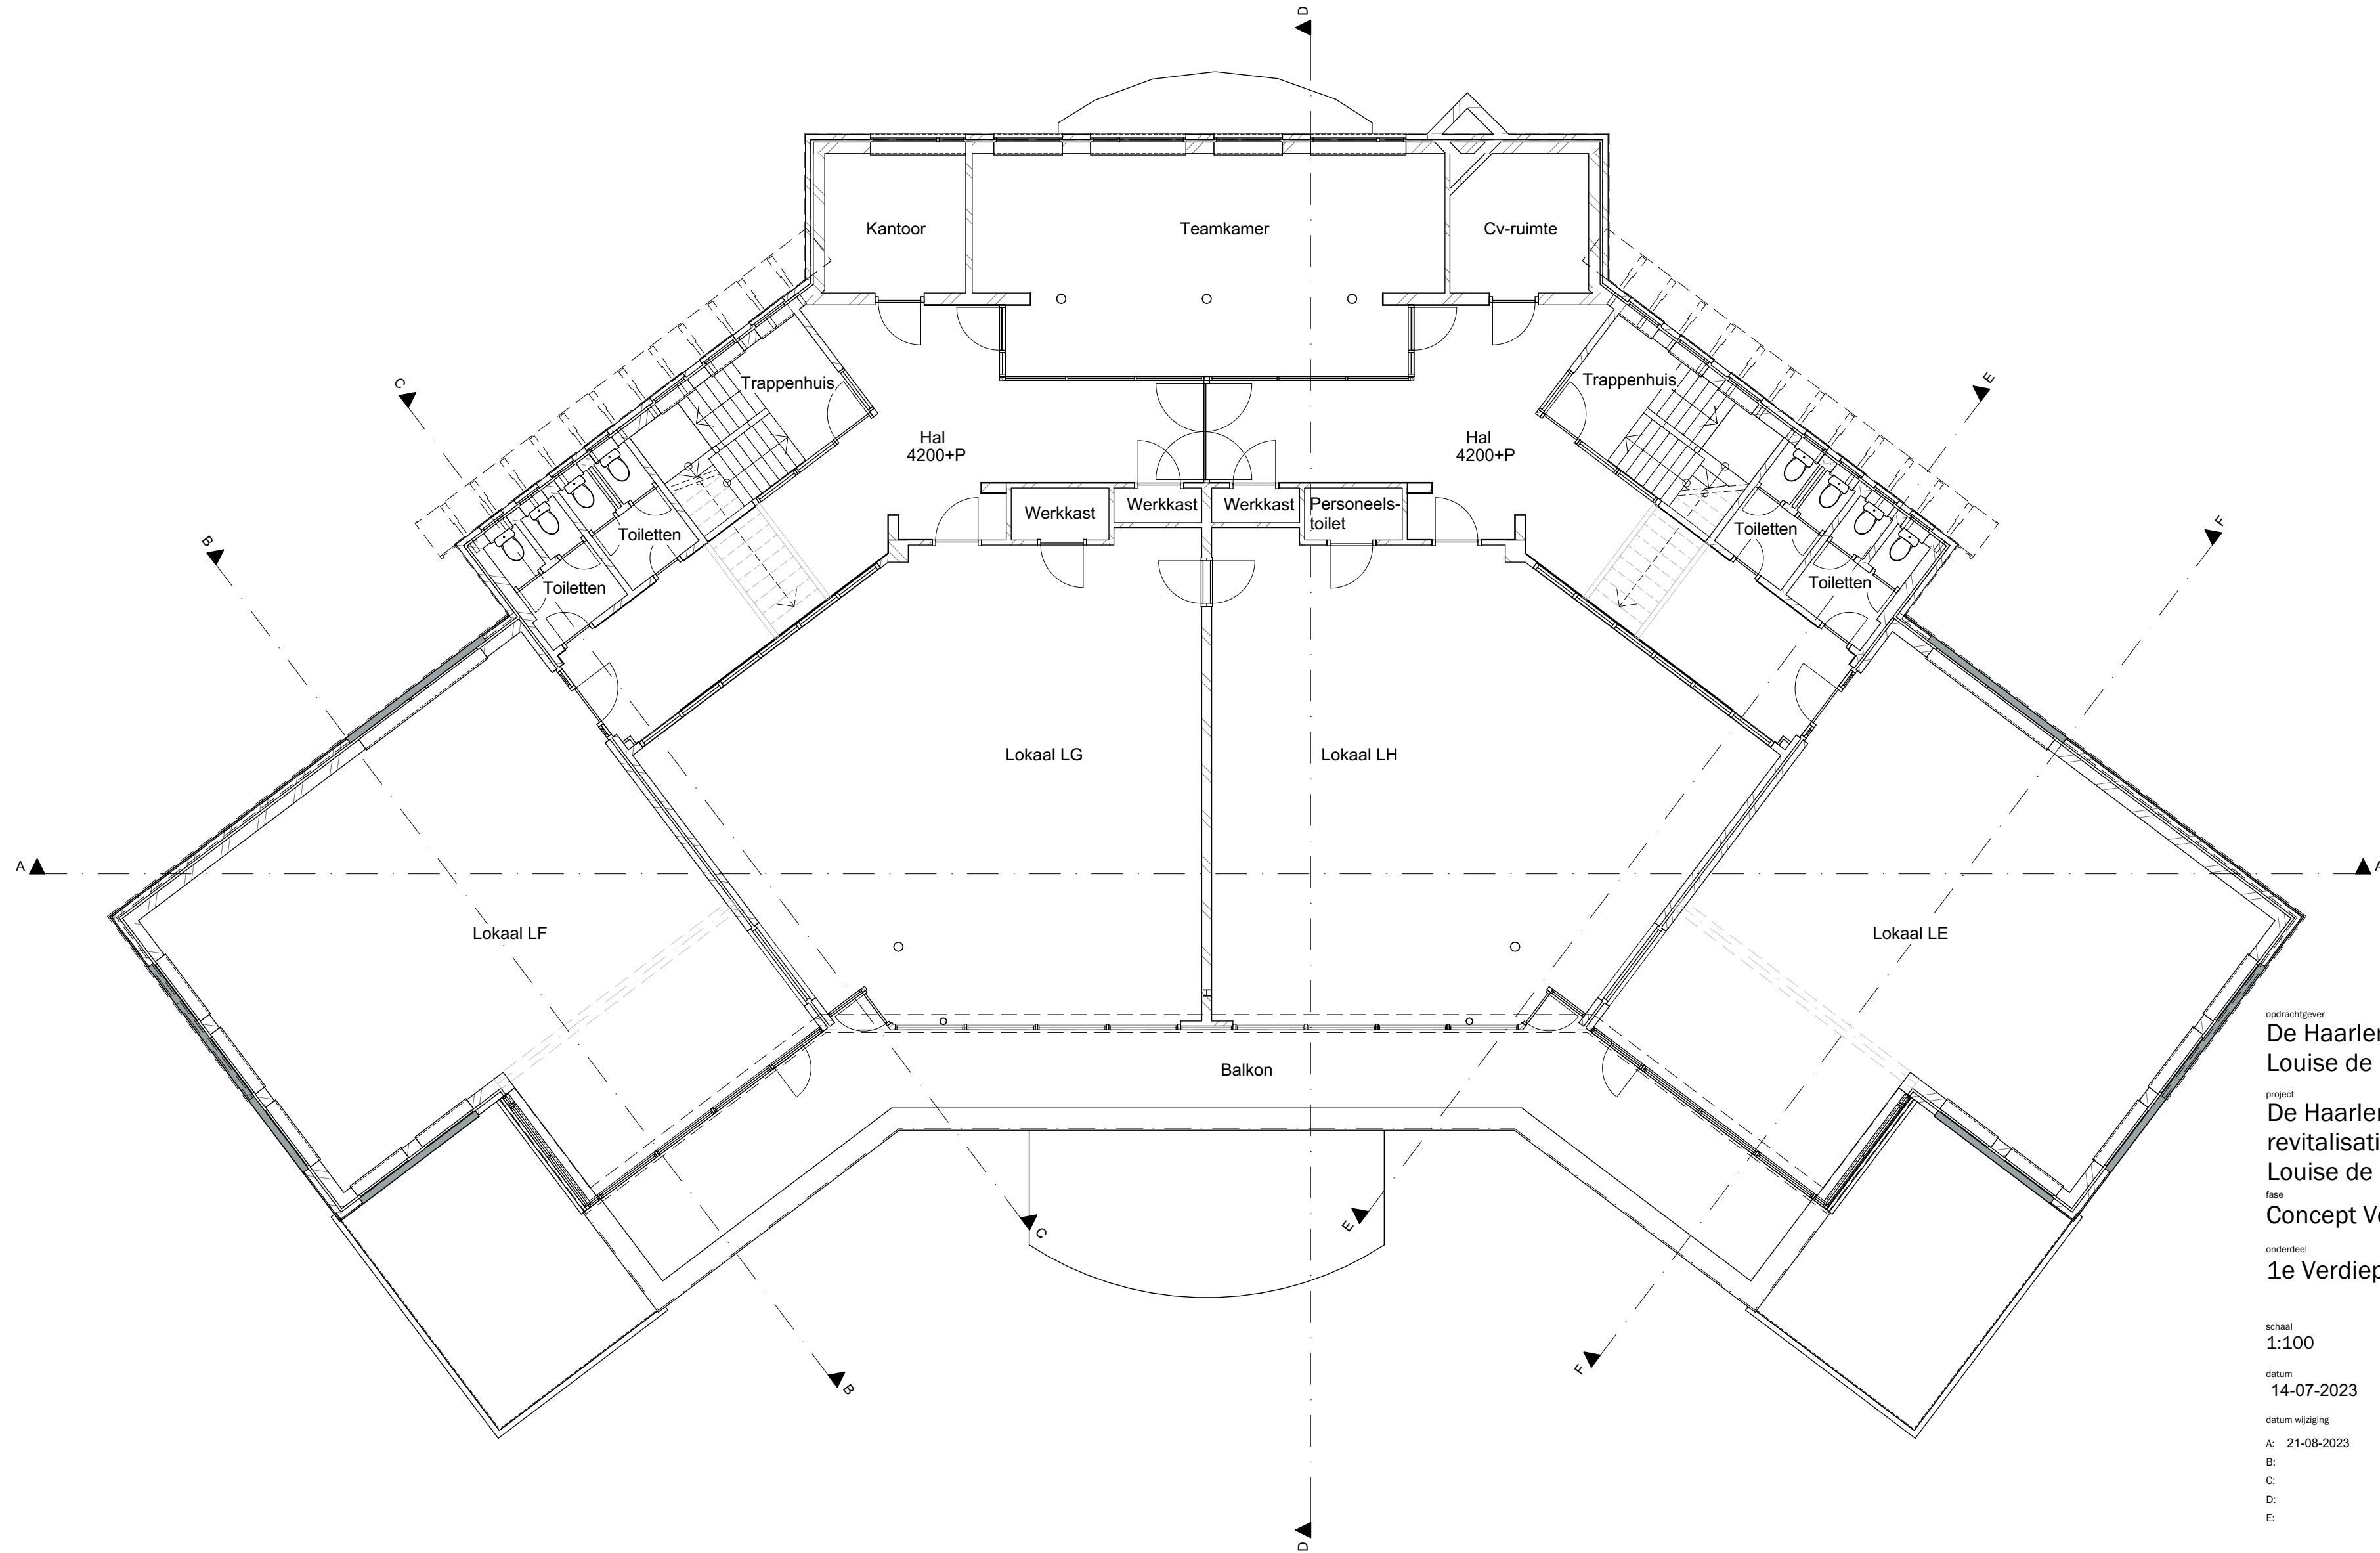 D
Kantoor
Teamkamer
Cv-ruimte
C
Trappenhuis
Trappenhuis
E
Hal
4200+P
Hal
4200+P
B
Werkkast
Werkkast
Werkkast
Personeels-
toilet
F
Toiletten
Toiletten
Toiletten
Toiletten
Lokaal LG
Lokaal LH
A
A
Lokaal LF
Lokaal LE
H
Balkon
C
E
B
F
D
opdrachtgever
De Haarle
Louise de
project
De Haarle
revitalisati
Louise de
fase
Concept V
onderdeel
1e Verdiep
schaal
1:100
datum
14-07-2023
datum wijziging
A: 21-08-2023
B:
C:
D:
E: